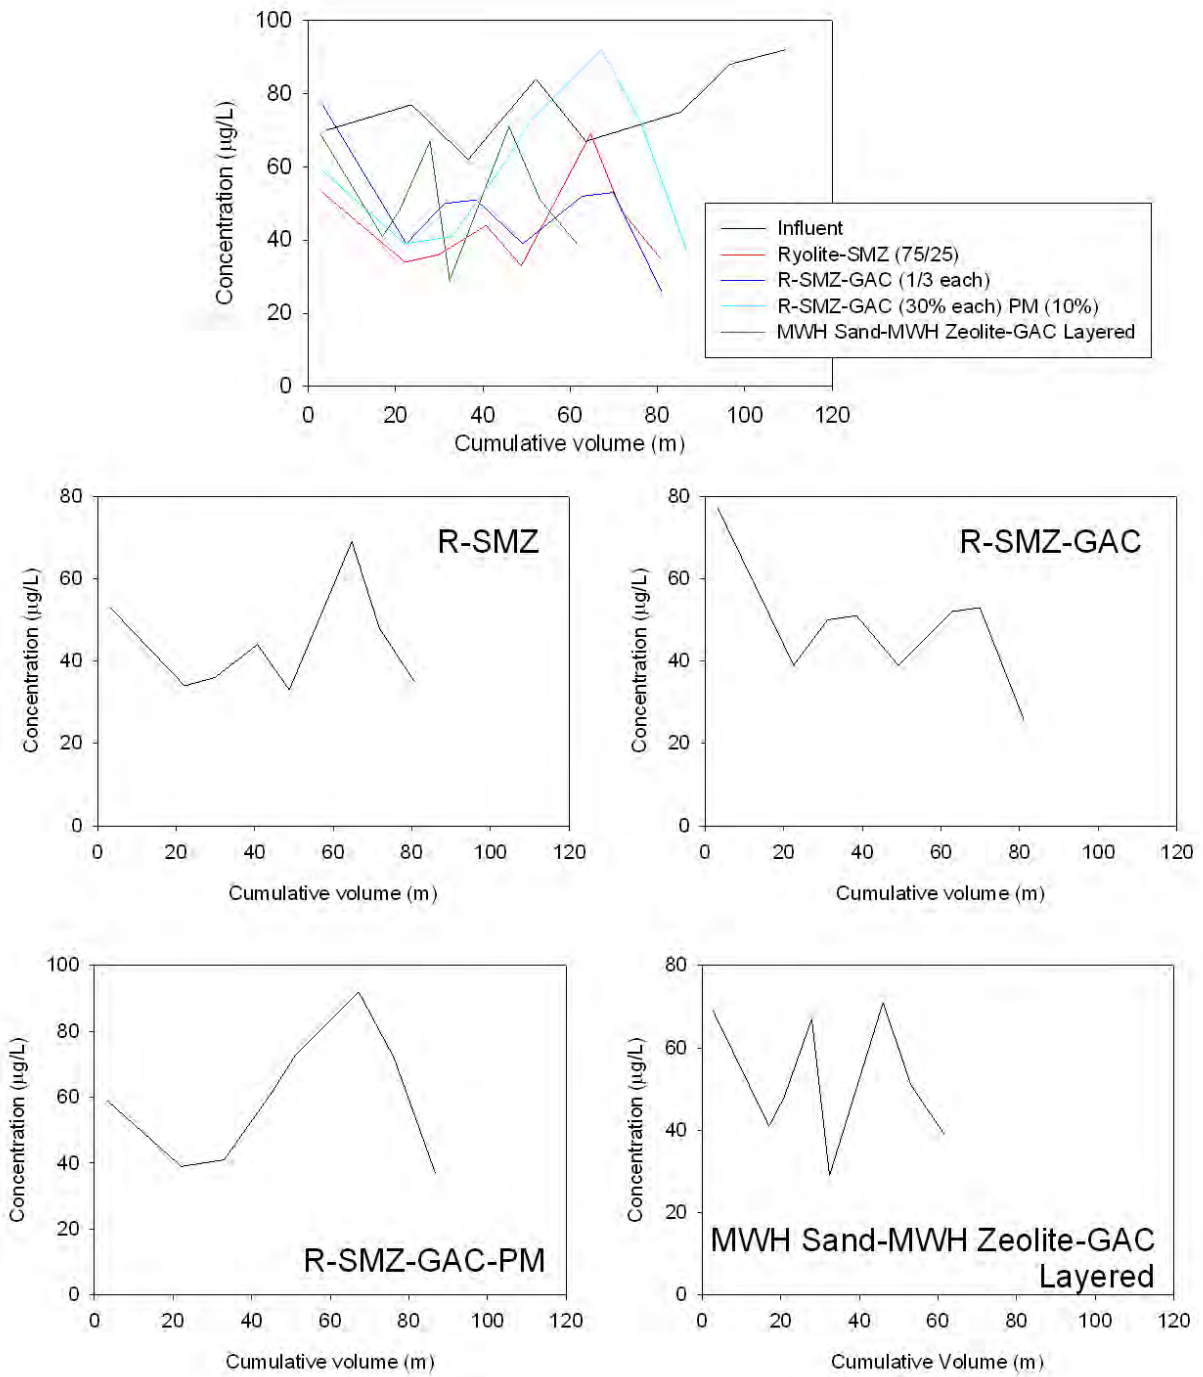 100
80
60
40
20
0
Concentration (µg/L)
0 20 40 60 80 100 120
Cumulative volume (m)
Influent
Ryolite-SMZ (75/25)
R-SMZ-GAC (1/3 each)
R-SMZ-GAC (30% each) PM (10%)
MWH Sand-MWH Zeolite-GAC Layered
80
60
40
20
0
Concentration (µg/L)
R-SMZ
0 20 40 60 80 100 120
Cumulative volume (m)
80
60
40
20
0
Concentration (µg/L)
R-SMZ-GAC
0 20 40 60 80 100 120
Cumulative volume (m)
100
80
60
40
20
0
Concentration (µg/L)
R-SMZ-GAC-PM
0 20 40 60 80 100 120
Cumulative volume (m)
80
60
40
20
0
Concentration (µg/L)
MWH Sand-MWH Zeolite-GAC
Layered
0 20 40 60 80 100 120
Cumulative Volume (m)